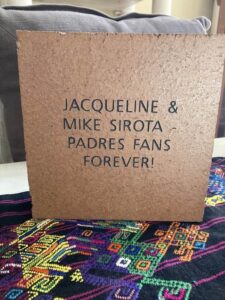 JACQUELINE &
MIKE SIROTA -
PADRES FANS
FOREVER!